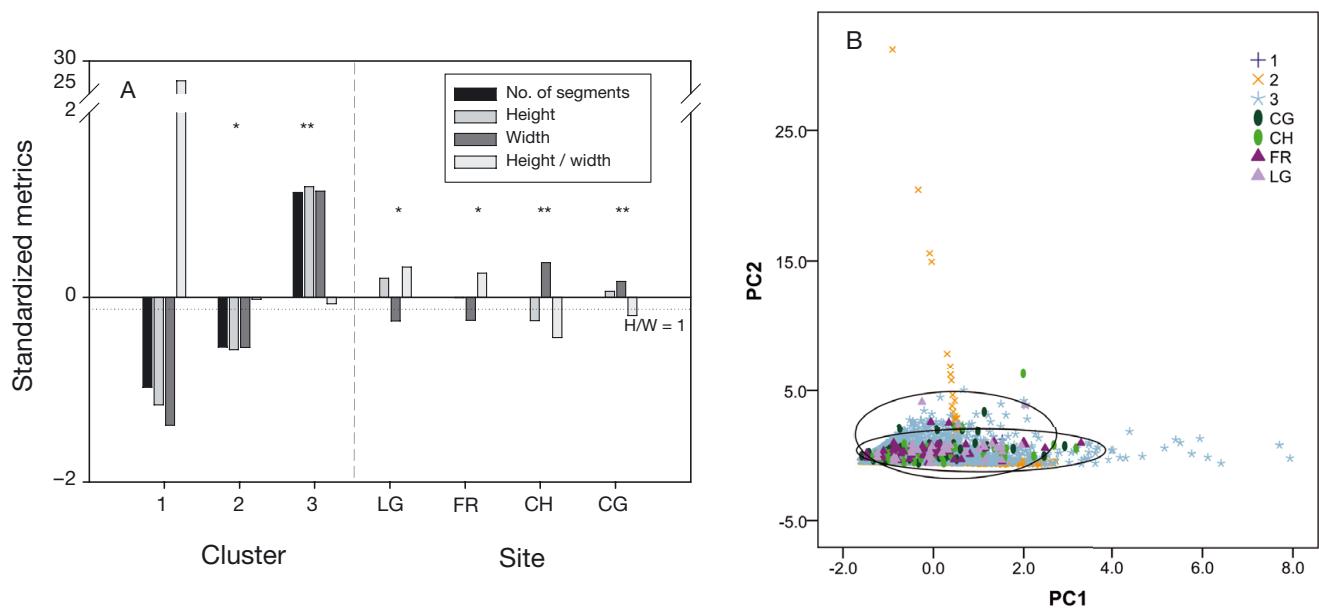 A
30
25
2
0
−2
Standardized metrics
No. of segments
Height
Width
Height / width
* ** * * ** **
H/W = 1
1 2 3 LG FR CH CG
Cluster Site
B
1
2
3
CG
CH
FR
LG
25.0
15.0
5.0
-5.0
PC2
-2.0 0.0 2.0 4.0 6.0 8.0
PC1